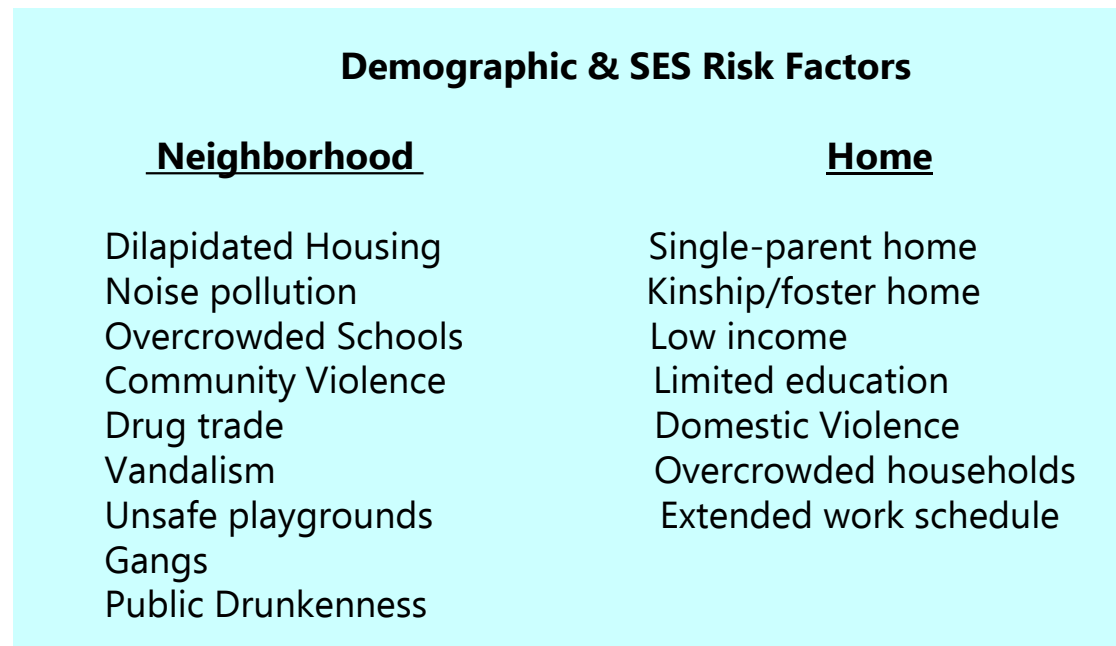 Demographic & SES Risk Factors
Neighborhood
Dilapidated Housing
Noise pollution
Overcrowded Schools
Community Violence
Drug trade
Vandalism
Unsafe playgrounds
Gangs
Public Drunkenness
Home
Single-parent home
Kinship/foster home
Low income
Limited education
Domestic Violence
Overcrowded households
Extended work schedule